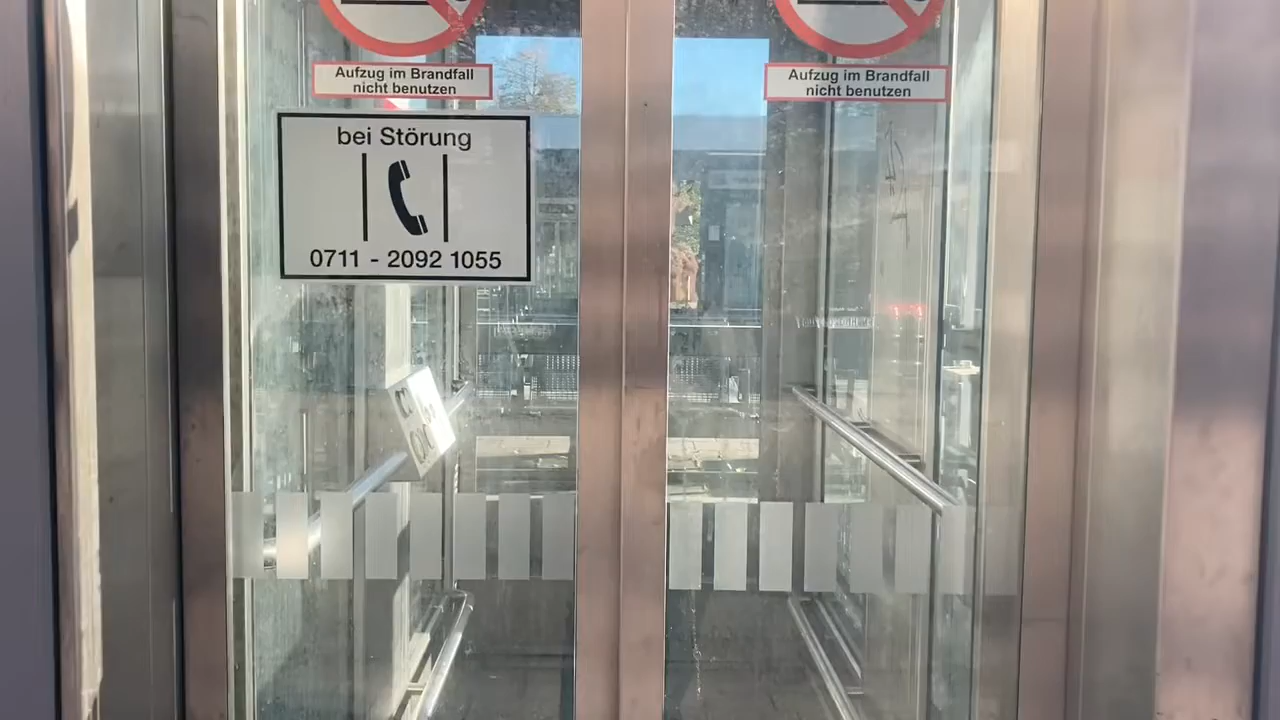 Aufzug im Brandfall
nicht benutzen
Aufzug im Brandfall
nicht benutzen
bei Störung
0711 - 2092 1055